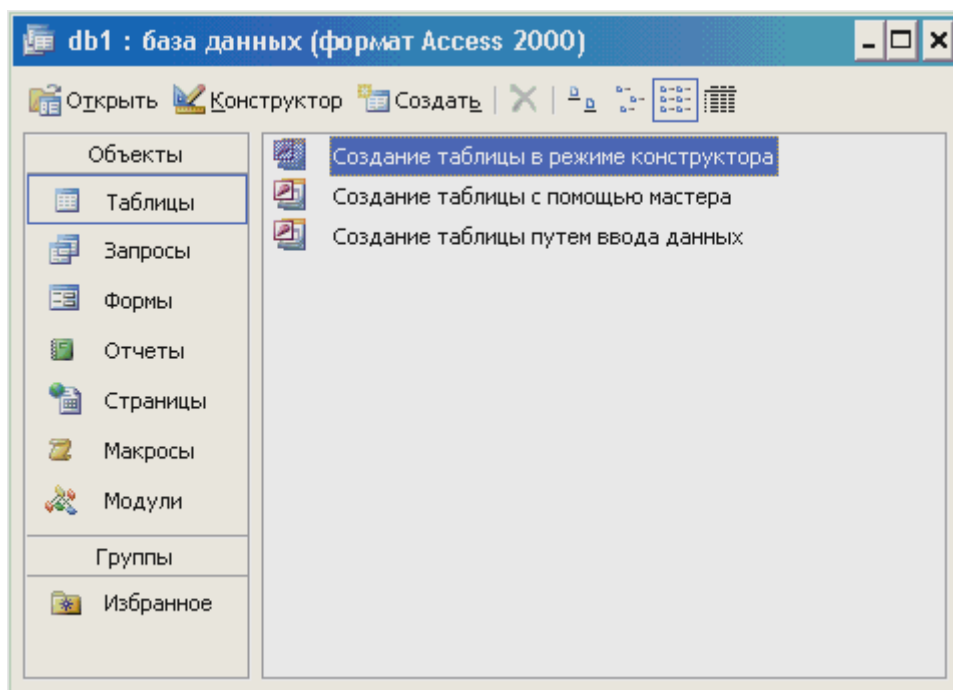 db1 : база данных (формат Access 2000)
Открыть Конструктор Создать
Объекты
Таблицы
Запросы
Формы
Отчеты
Страницы
Макросы
Модули
Группы
Избранное
Создание таблицы в режиме конструктора
Создание таблицы с помощью мастера
Создание таблицы путем ввода данных